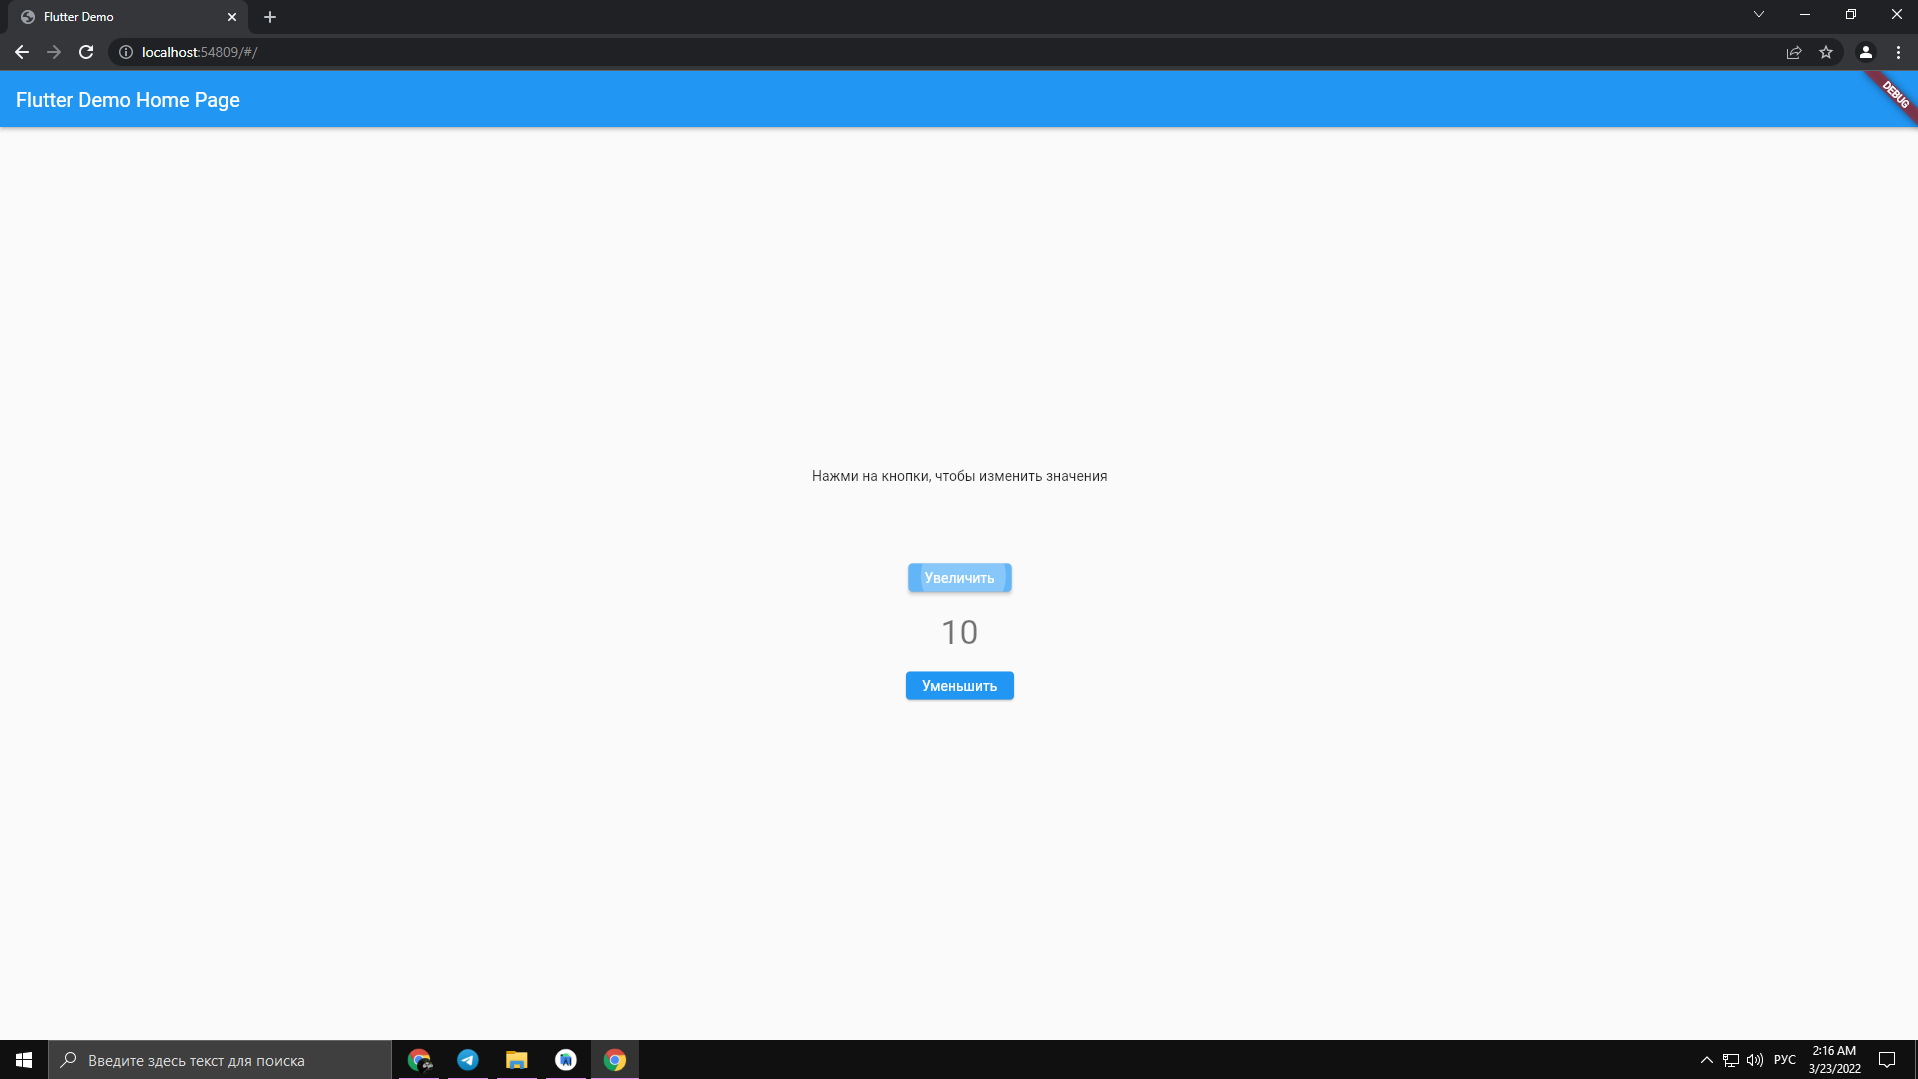 Flutter Demo
localhost:54809/#/
Flutter Demo Home Page
DEBUG
Нажми на кнопки, чтобы изменить значения
Увеличить
10
Уменьшить
Введите здесь текст для поиска
РУС
2:16 AM
3/23/2022